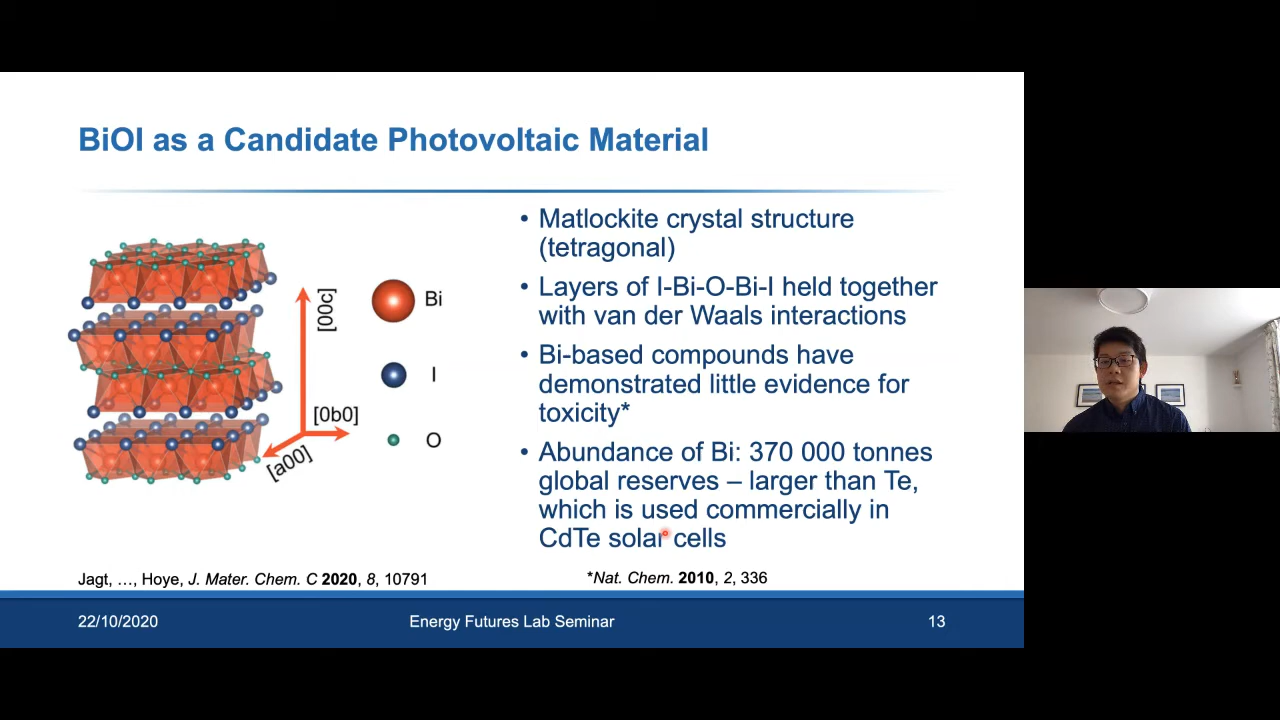 BiOI as a Candidate Photovoltaic Material
• Matlockite crystal structure
(tetragonal)
• Layers of I-Bi-O-Bi-I held together
with van der Waals interactions
• Bi-based compounds have
demonstrated little evidence for
toxicity*
• Abundance of Bi: 370 000 tonnes
global reserves – larger than Te,
which is used commercially in
CdTe solar cells
[00c]
[0b0]
[a00]
Bi
I
O
Jagt, …, Hoye, J. Mater. Chem. C 2020, 8, 10791
*Nat. Chem. 2010, 2, 336
22/10/2020
Energy Futures Lab Seminar
13